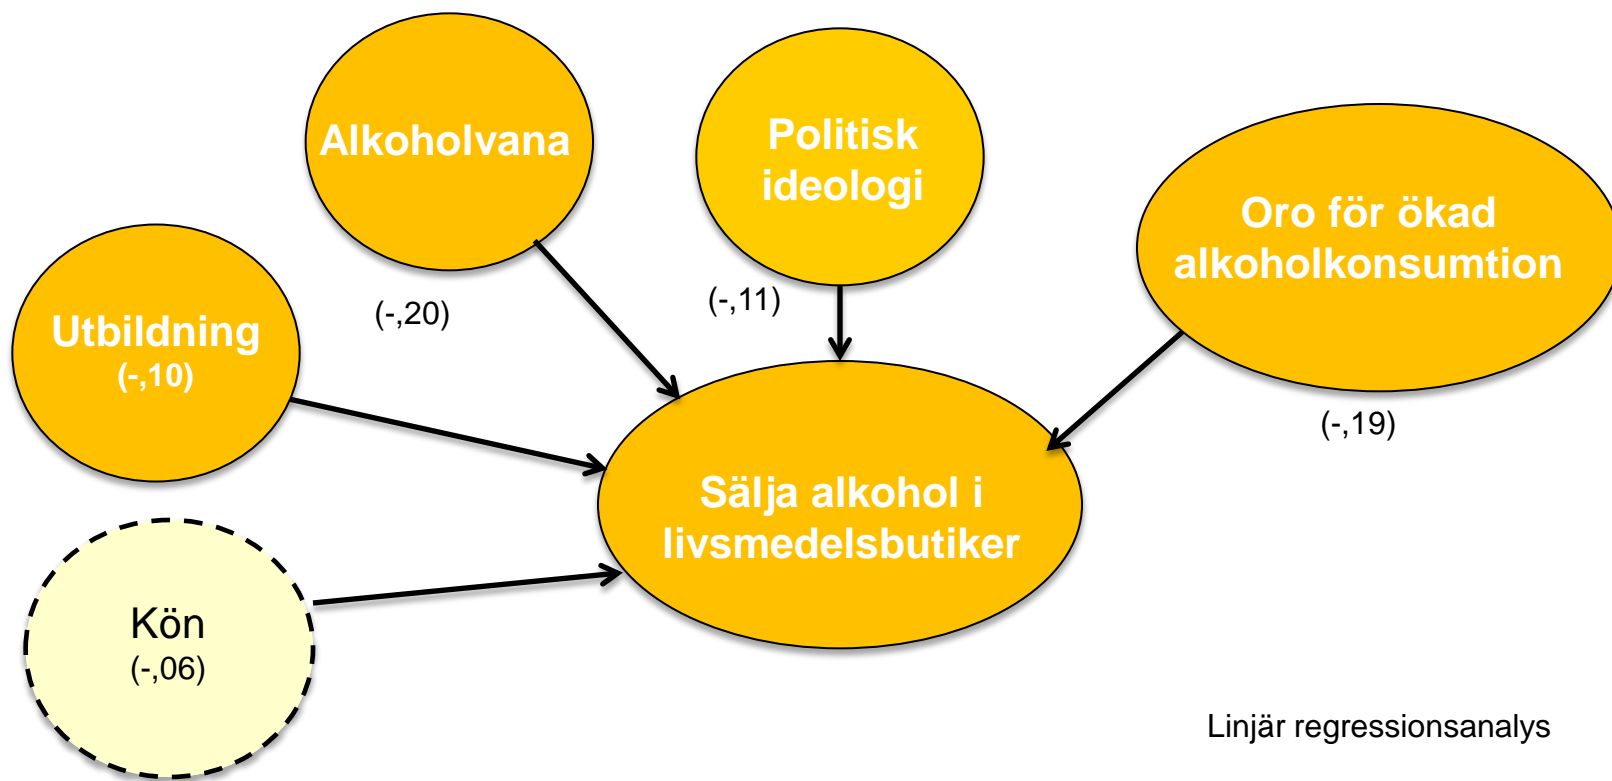 Alkoholvana
Politisk
ideologi
Oro för ökad
alkoholkonsumtion
(-,20)
(-,11)
Utbildning
(-,10)
(-,19)
Sälja alkohol i
livsmedelsbutiker
Kön
(-,06)
Linjär regressionsanalys